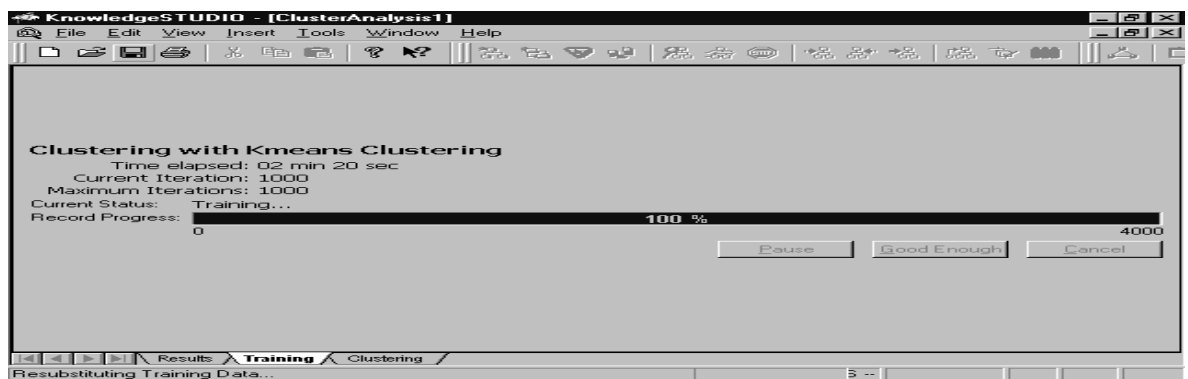 KnowledgeSTUDIO - [ClusterAnalysis1]
File Edit View Insert Tools Window Help
Clustering with Kmeans Clustering
Time elapsed: 02 min 20 sec
Current Iteration: 1000
Maximum Iterations: 1000
Current Status: Training...
Record Progress: 100 %
0 4000
Pause Good Enough Cancel
Results Training Clustering
Resubstituting Training Data... S --